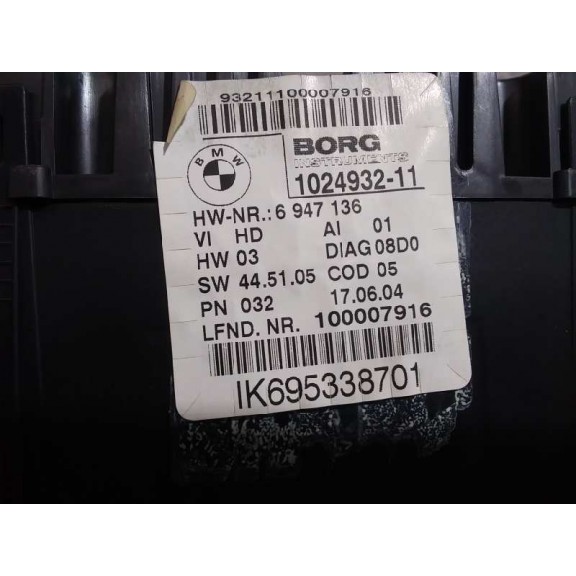 93211100007916
BMW
BORG
INSTRUMENTS
1024932-11
HW-NR.: 6 947 136
VI HD AI 01
HW 03 DIAG 08D0
SW 44.51.05 COD 05
PN 032 17.06.04
LFND. NR. 100007916
IK695338701